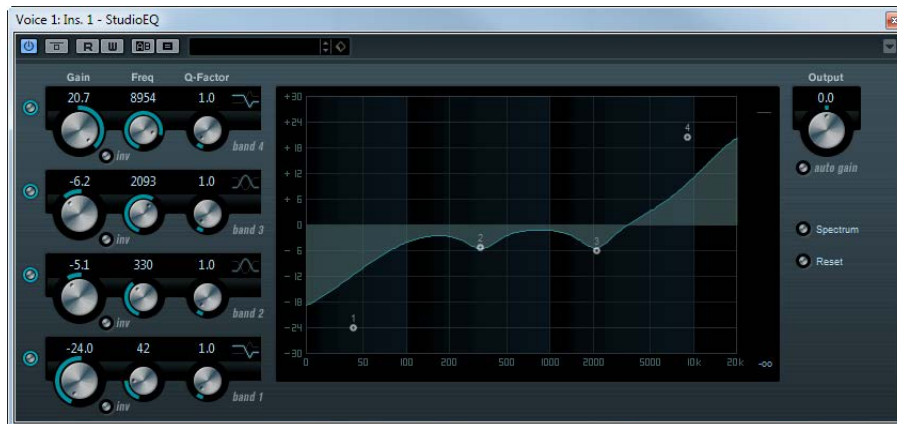 Voice 1: Ins. 1 - StudioEQ
R W AB
Gain Freq Q-Factor
20.7 8954 1.0
inv band 4
-6.2 2093 1.0
inv band 3
-5.1 330 1.0
inv band 2
-24.0 42 1.0
inv band 1
+30
+24
+18
+12
+6
0
-6
-12
-18
-24
-30
1
2
3
4
0 50 100 200 500 1000 2000 5000 10k 20k -oo
Output
0.0
auto gain
Spectrum
Reset